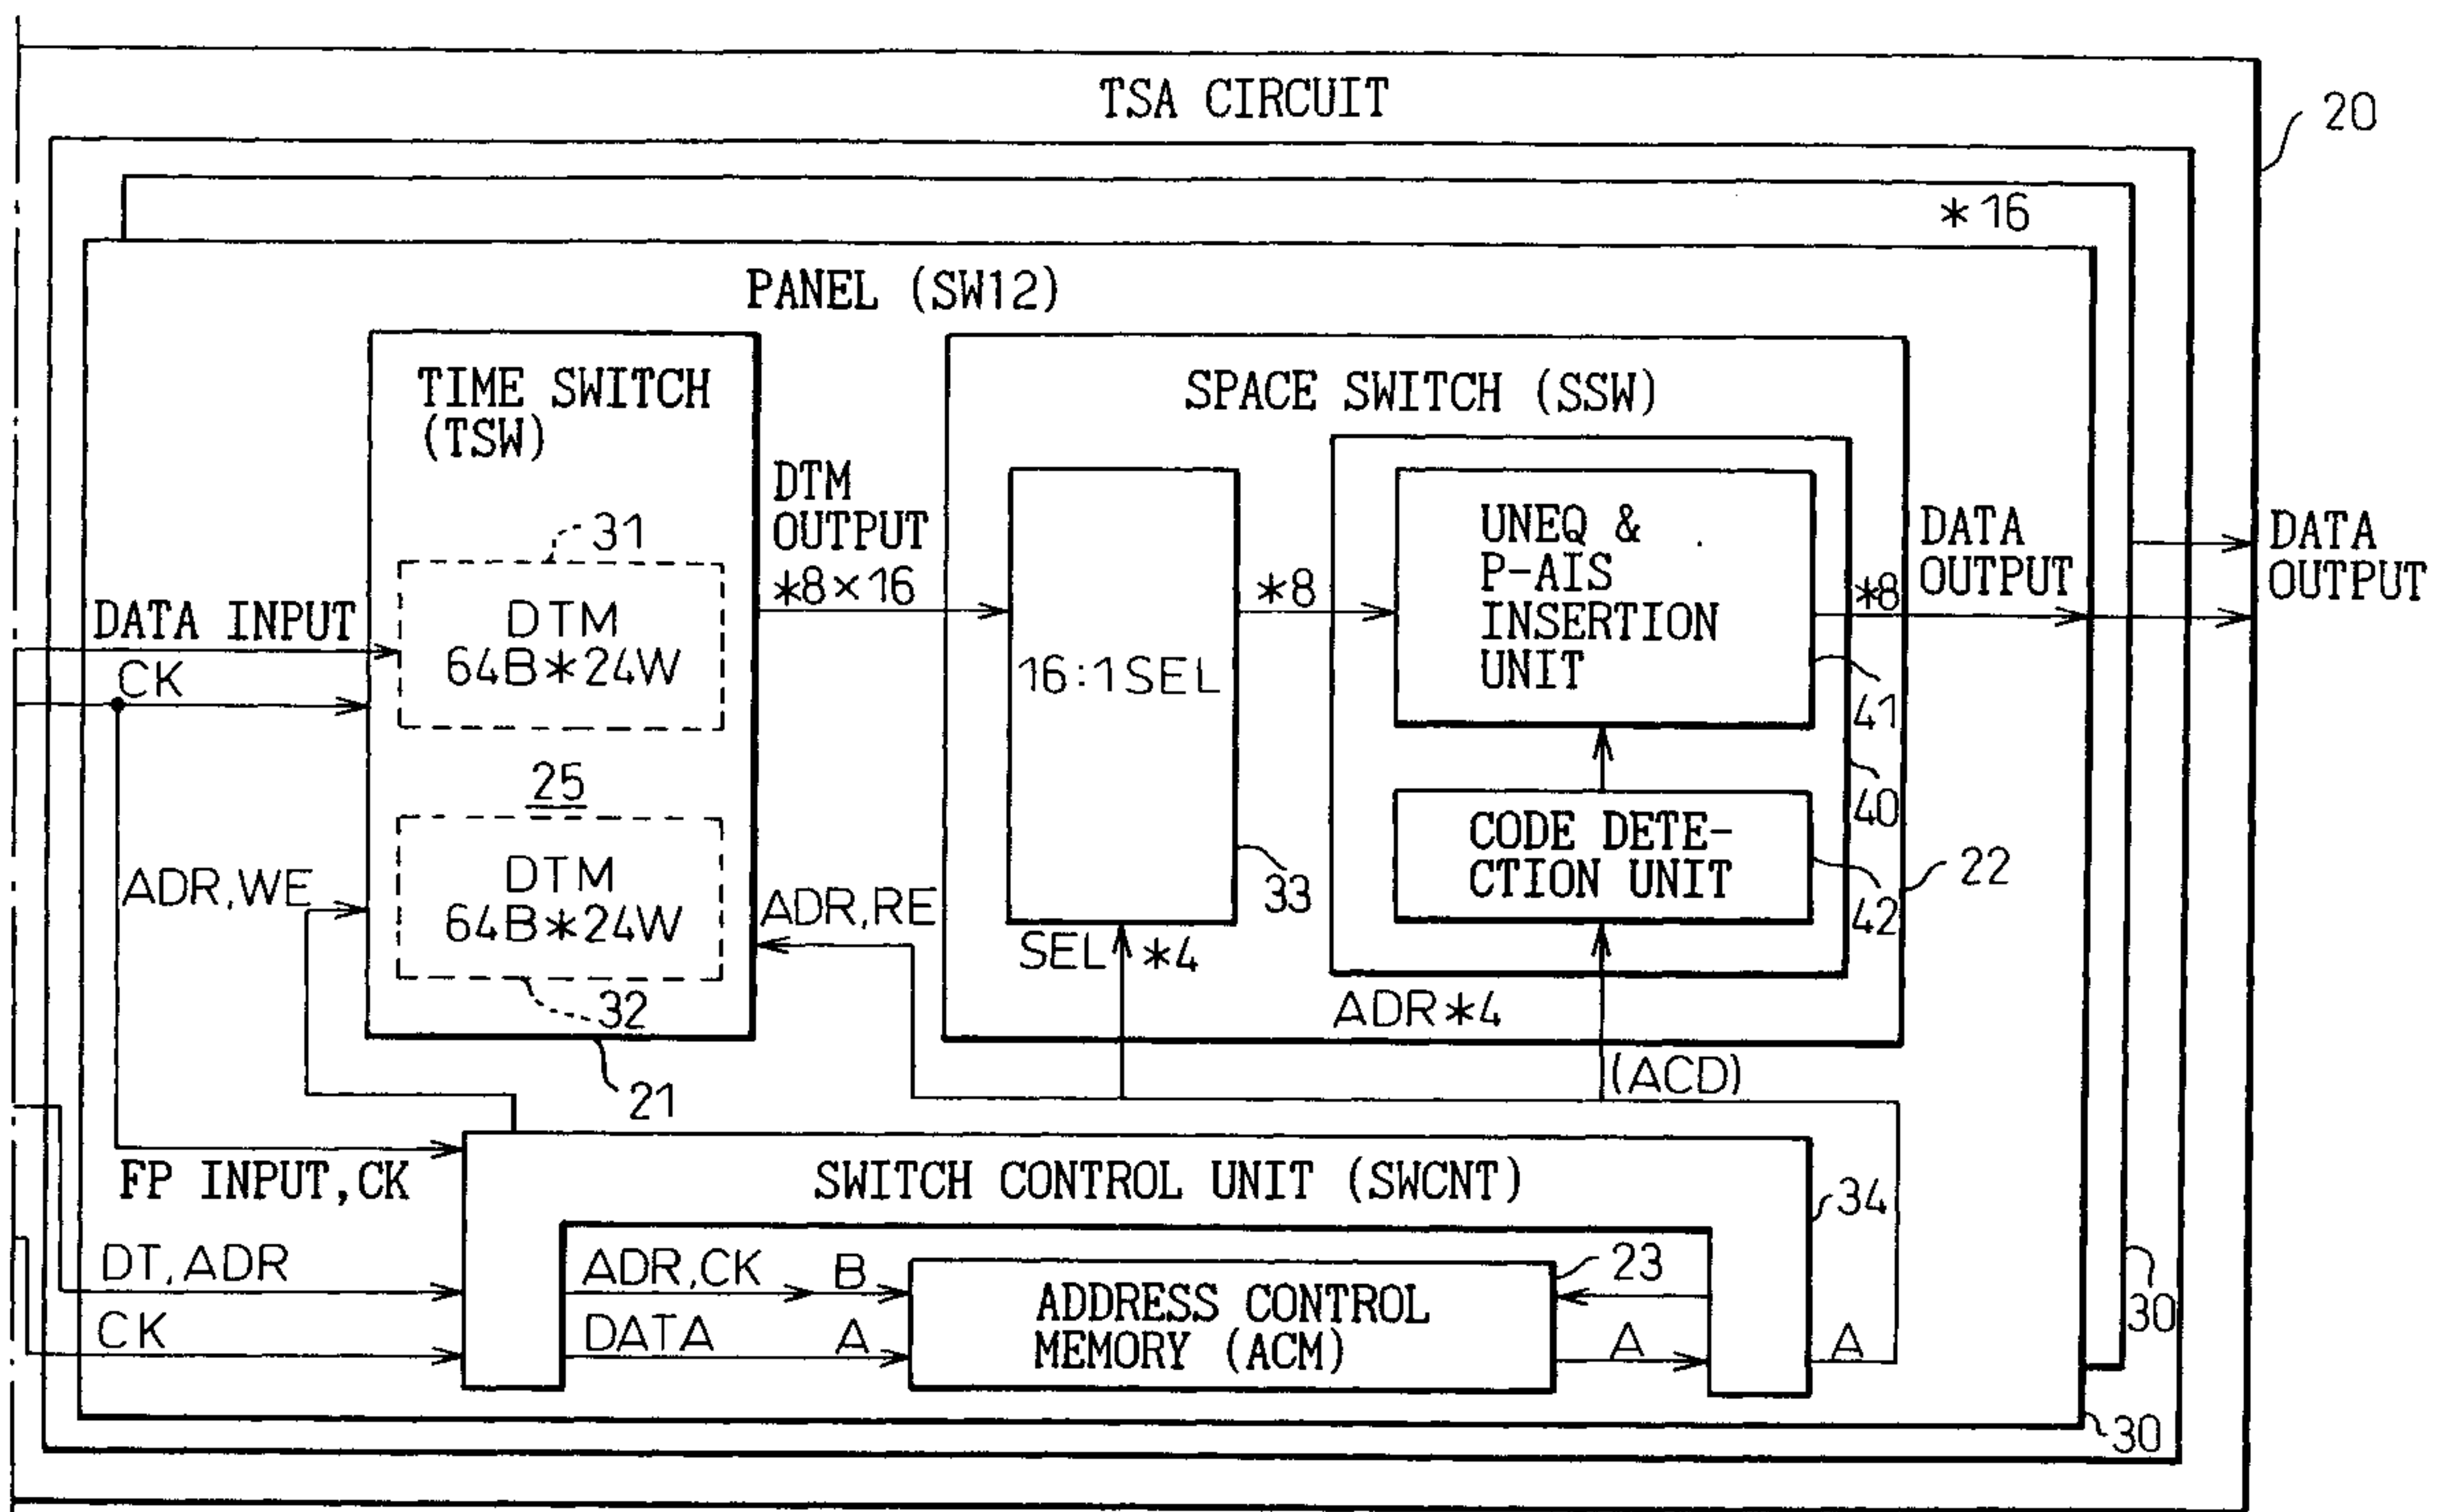 TSA CIRCUIT
20
*16
PANEL (SW12)
TIME SWITCH
(TSW)
SPACE SWITCH (SSW)
31
DTM
64B*24W
25
DTM
64B*24W
32
21
DATA INPUT
CK
ADR,WE
DTM
OUTPUT
*8×16
ADR,RE
16:1SEL
33
SEL *4
*8
UNEQ &
P-AIS
INSERTION
UNIT
41
40
CODE DETE-
CTION UNIT
42
22
ADR*4
(ACD)
*8
DATA
OUTPUT
DATA
OUTPUT
FP INPUT,CK
SWITCH CONTROL UNIT (SWCNT)
34
DT,ADR
CK
ADR,CK
B
DATA
A
ADDRESS CONTROL
MEMORY (ACM)
23
A
A
30
30